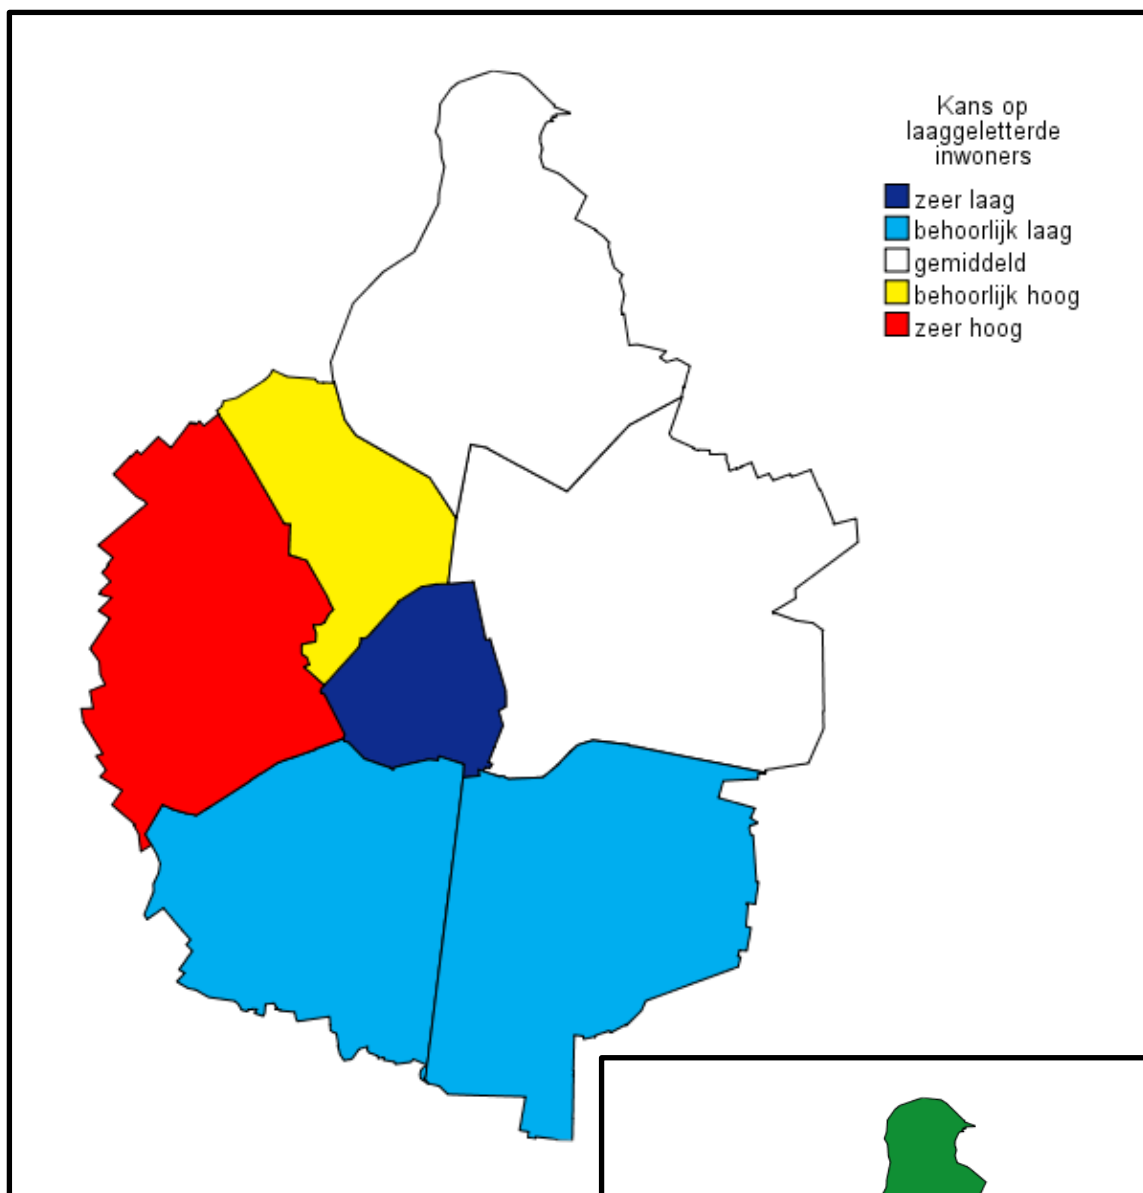 Kans op
laaggeletterde
inwoners
zeer laag
behoorlijk laag
gemiddeld
behoorlijk hoog
zeer hoog